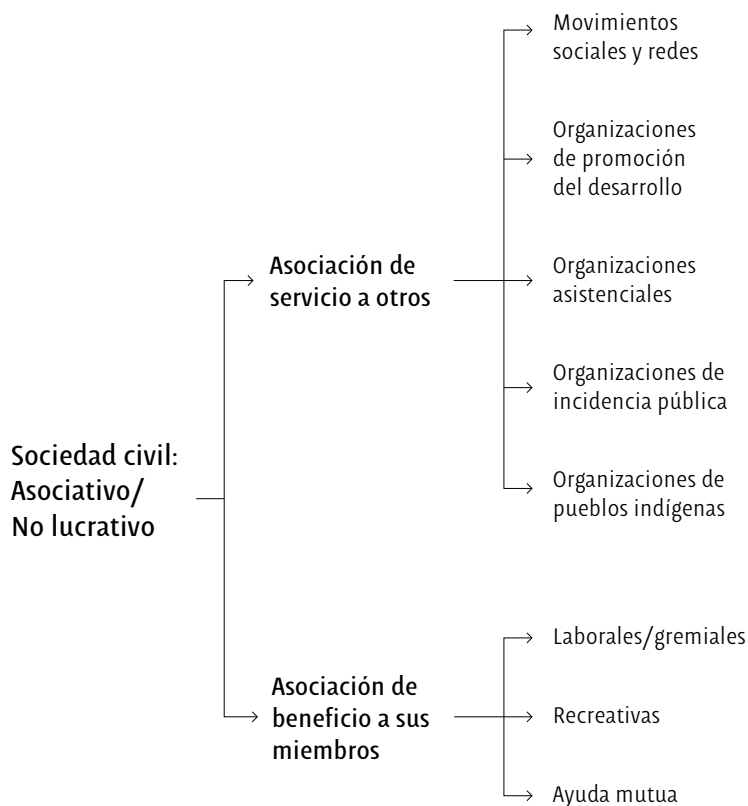 Movimientos
sociales y redes
Organizaciones
de promoción
del desarrollo
Asociación de
servicio a otros
Organizaciones
asistenciales
Organizaciones de
incidencia pública
Sociedad civil:
Asociativo/
No lucrativo
Organizaciones de
pueblos indígenas
Laborales/gremiales
Asociación de
beneficio a sus
miembros
Recreativas
Ayuda mutua